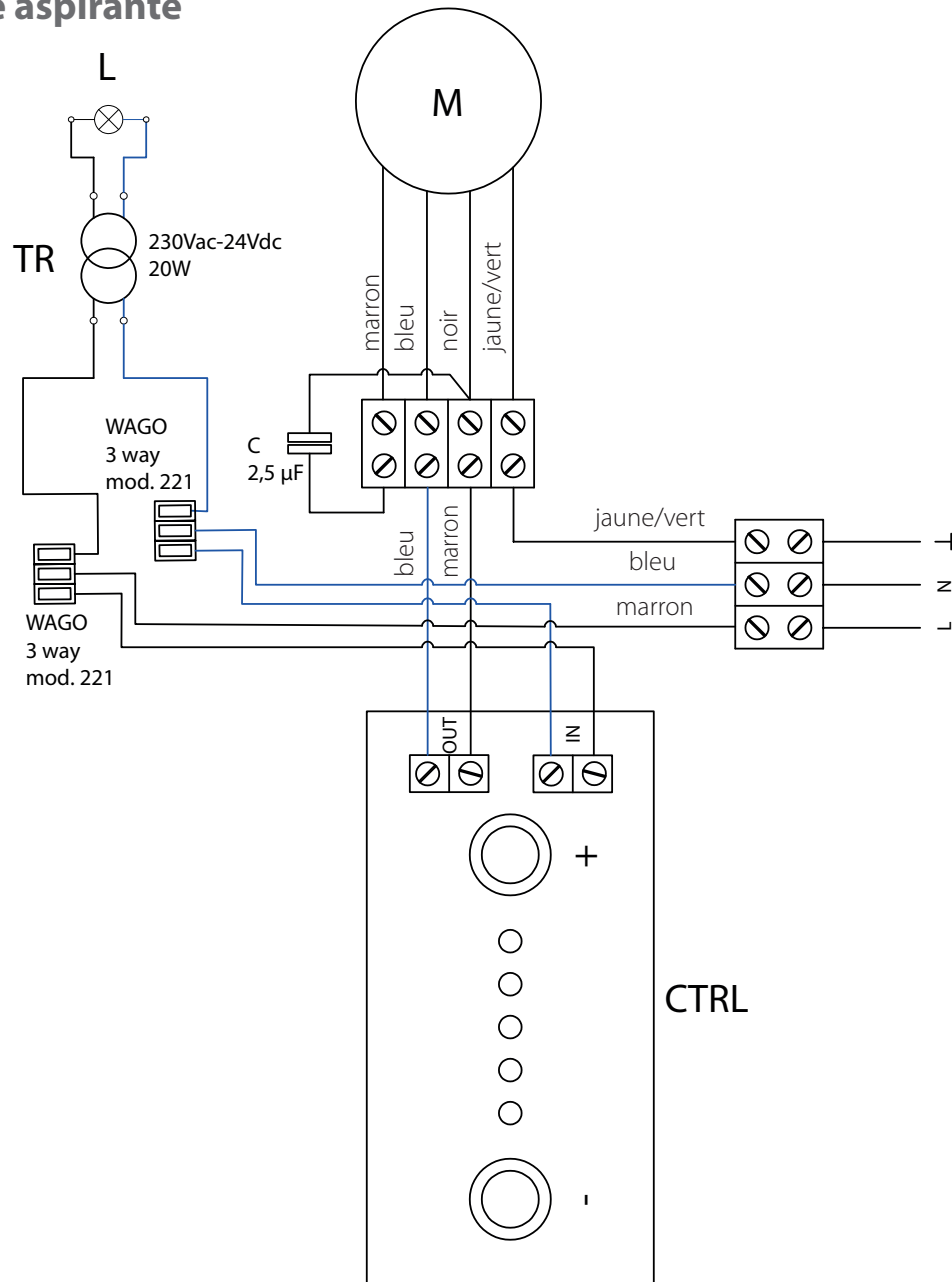 e aspirante
L
M
TR
230Vac-24Vdc
20W
marron
bleu
noir
jaune/vert
WAGO
3 way
mod. 221
C
2,5 µF
bleu
marron
jaune/vert
bleu
marron
N
L
WAGO
3 way
mod. 221
OUT
IN
+
CTRL
-